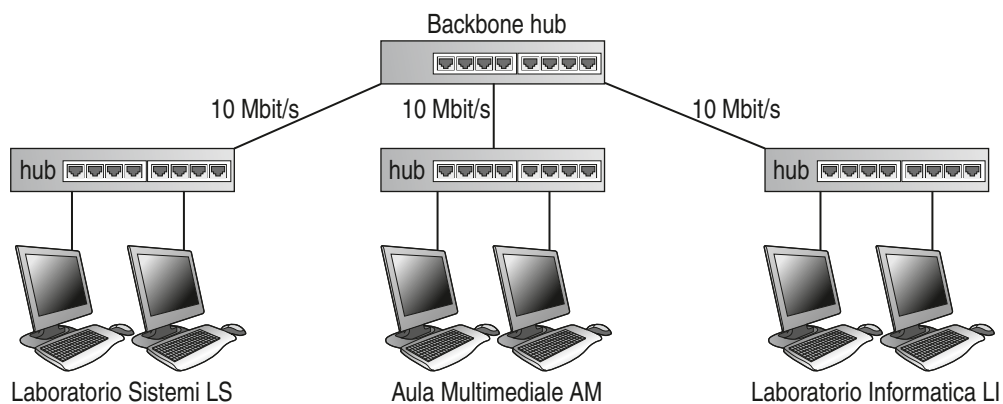 Backbone hub
10 Mbit/s
10 Mbit/s
10 Mbit/s
hub
hub
hub
Laboratorio Sistemi LS
Aula Multimediale AM
Laboratorio Informatica LI